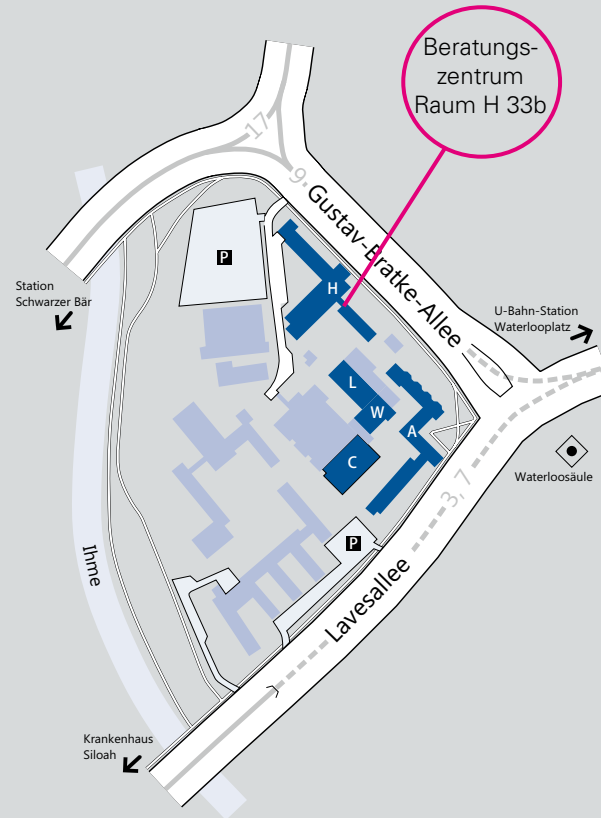 Beratungs-
zentrum
Raum H 33b
17
9
Gustav-Bratke-Allee
P
Station
Schwarzer Bär
H
U-Bahn-Station
Waterlooplatz
L
W
A
C
Waterloosäule
3, 7
P
Ihme
Lavesallee
Krankenhaus
Siloah